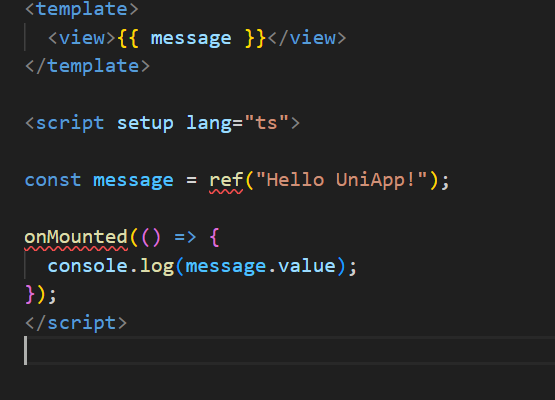 <template>
<view>{{ message }}</view>
</template>
<script setup lang="ts">
const message = ref("Hello UniApp!");
onMounted(() => {
console.log(message.value);
});
</script>